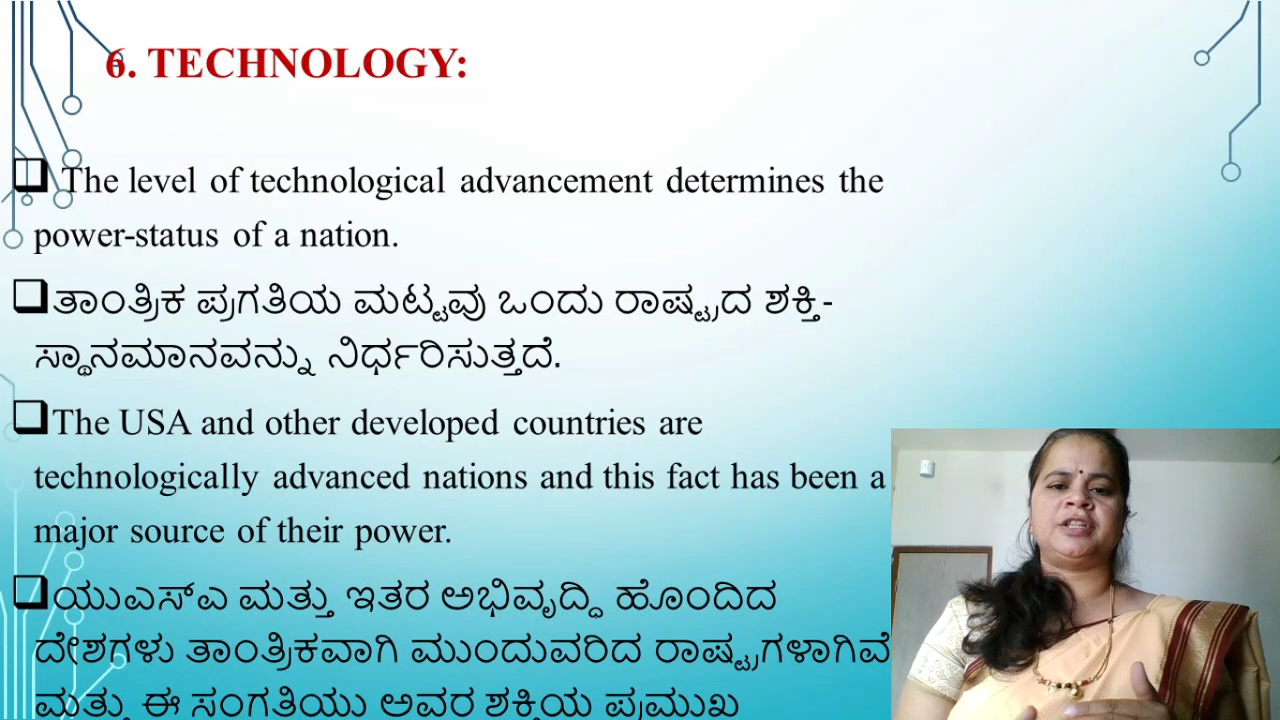 6. TECHNOLOGY:
The level of technological advancement determines the
power-status of a nation.
ತಾಂತ್ರಿಕ ಪ್ರಗತಿಯ ಮಟ್ಟವು ಒಂದು ರಾಷ್ಟ್ರದ ಶಕ್ತಿ-
ಸ್ಥಾನಮಾನವನ್ನು ನಿರ್ಧರಿಸುತ್ತದೆ.
The USA and other developed countries are
technologically advanced nations and this fact has been a
major source of their power.
ಯುಎಸ್ಎ ಮತ್ತು ಇತರ ಅಭಿವೃದ್ಧಿ ಹೊಂದಿದ
ದೇಶಗಳು ತಾಂತ್ರಿಕವಾಗಿ ಮುಂದುವರಿದ ರಾಷ್ಟ್ರಗಳಾಗಿವೆ
ಮತ್ತು ಈ ಸಂಗತಿಯು ಅವರ ಶಕ್ತಿಯ ಪ್ರಮುಖ